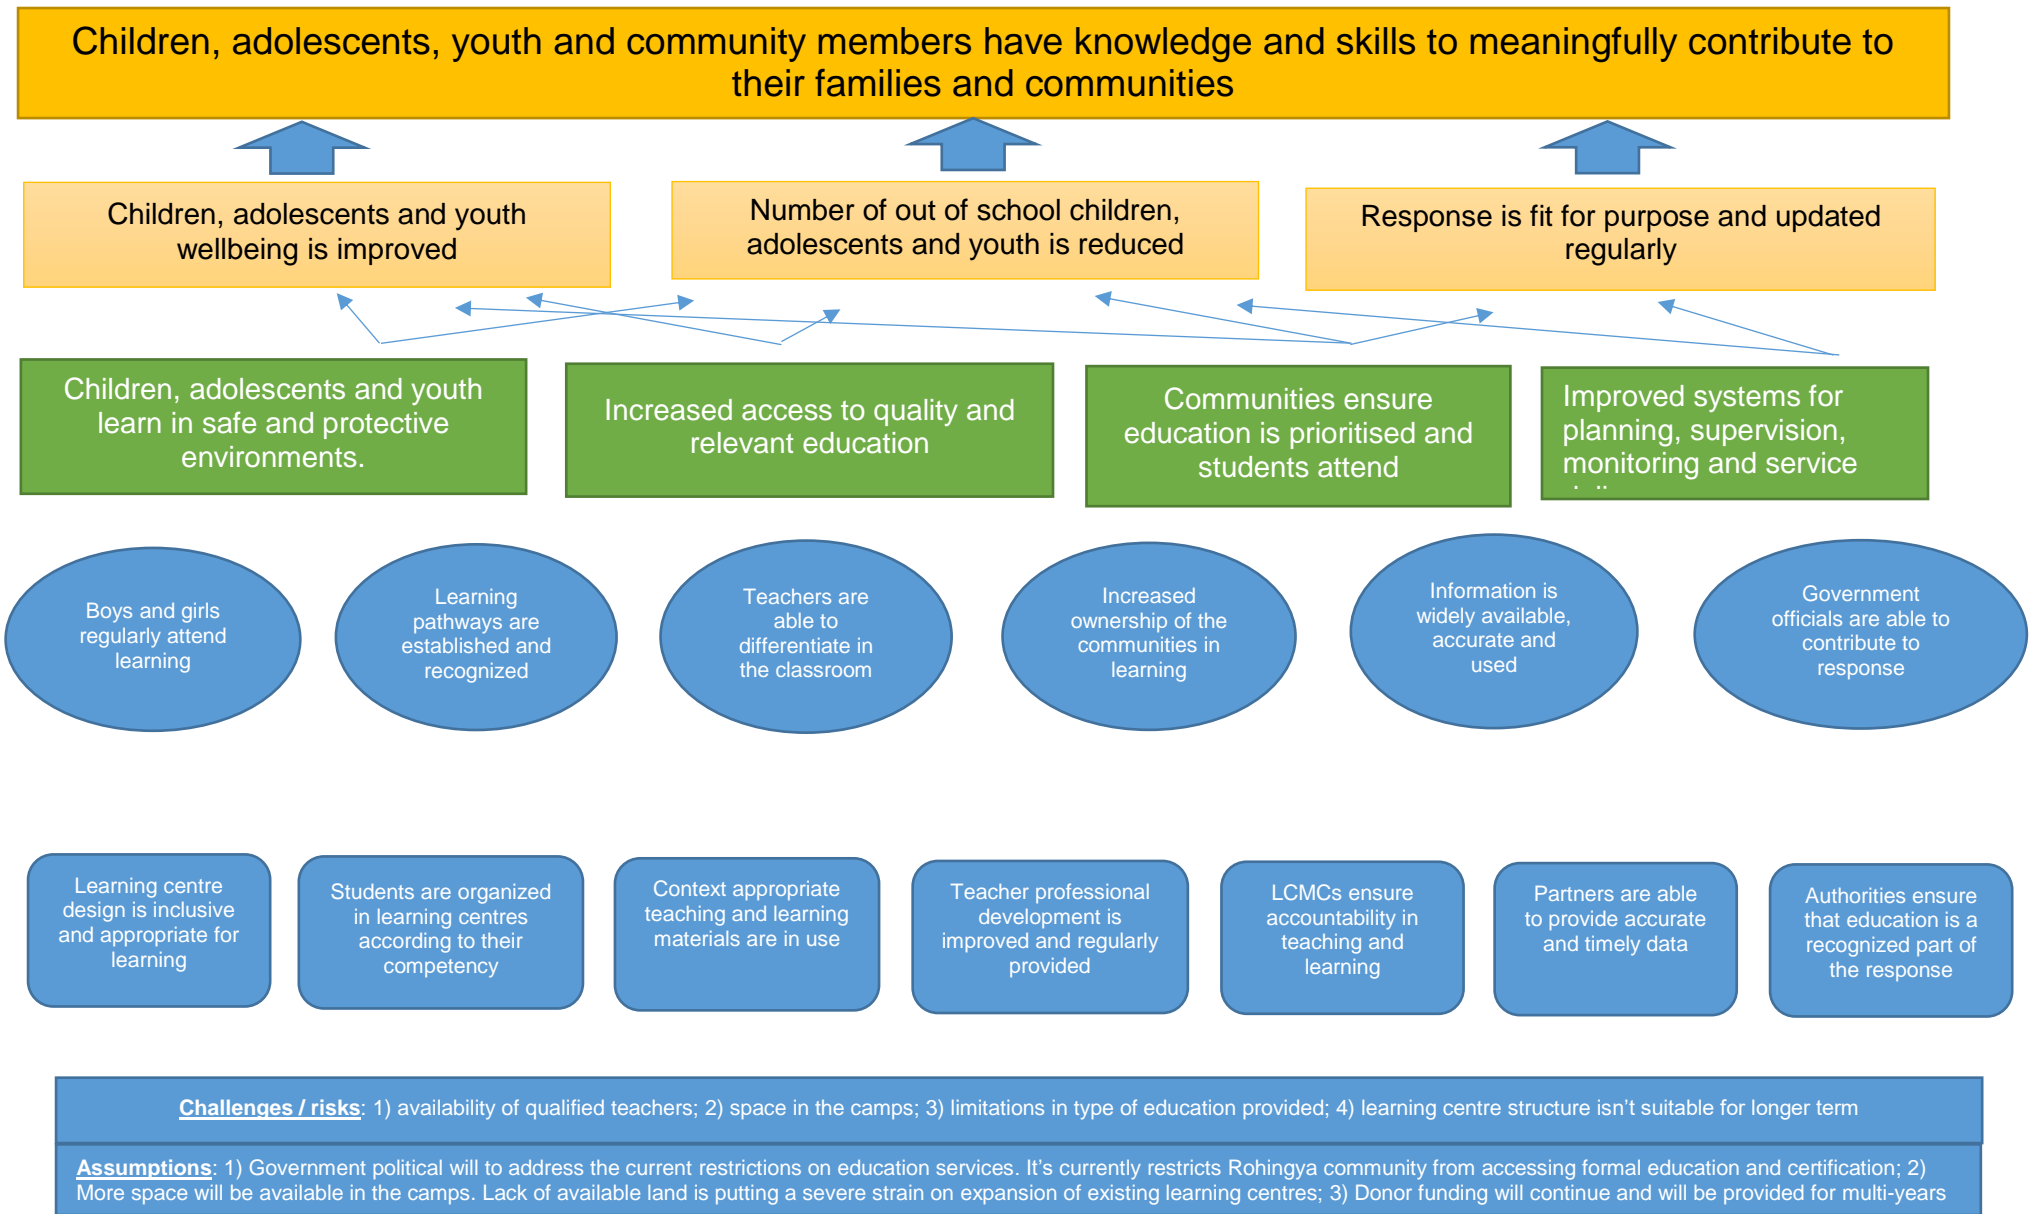 Children, adolescents, youth and community members have knowledge and skills to meaningfully contribute to
their families and communities
Children, adolescents and youth
wellbeing is improved
Number of out of school children,
adolescents and youth is reduced
Response is fit for purpose and updated
regularly
Children, adolescents and youth
learn in safe and protective
environments.
Increased access to quality and
relevant education
Communities ensure
education is prioritised and
students attend
Improved systems for
planning, supervision,
monitoring and service
Boys and girls
regularly attend
learning
Learning
pathways are
established and
recognized
Teachers are
able to
differentiate in
the classroom
Increased
ownership of the
communities in
learning
Information is
widely available,
accurate and
used
Government
officials are able to
contribute to
response
Learning centre
design is inclusive
and appropriate for
learning
Students are organized
in learning centres
according to their
competency
Context appropriate
teaching and learning
materials are in use
Teacher professional
development is
improved and regularly
provided
LCMCs ensure
accountability in
teaching and
learning
Partners are able
to provide accurate
and timely data
Authorities ensure
that education is a
recognized part of
the response
Challenges / risks: 1) availability of qualified teachers; 2) space in the camps; 3) limitations in type of education provided; 4) learning centre structure isn't suitable for longer term
Assumptions: 1) Government political will to address the current restrictions on education services. It's currently restricts Rohingya community from accessing formal education and certification; 2)
More space will be available in the camps. Lack of available land is putting a severe strain on expansion of existing learning centres; 3) Donor funding will continue and will be provided for multi-years